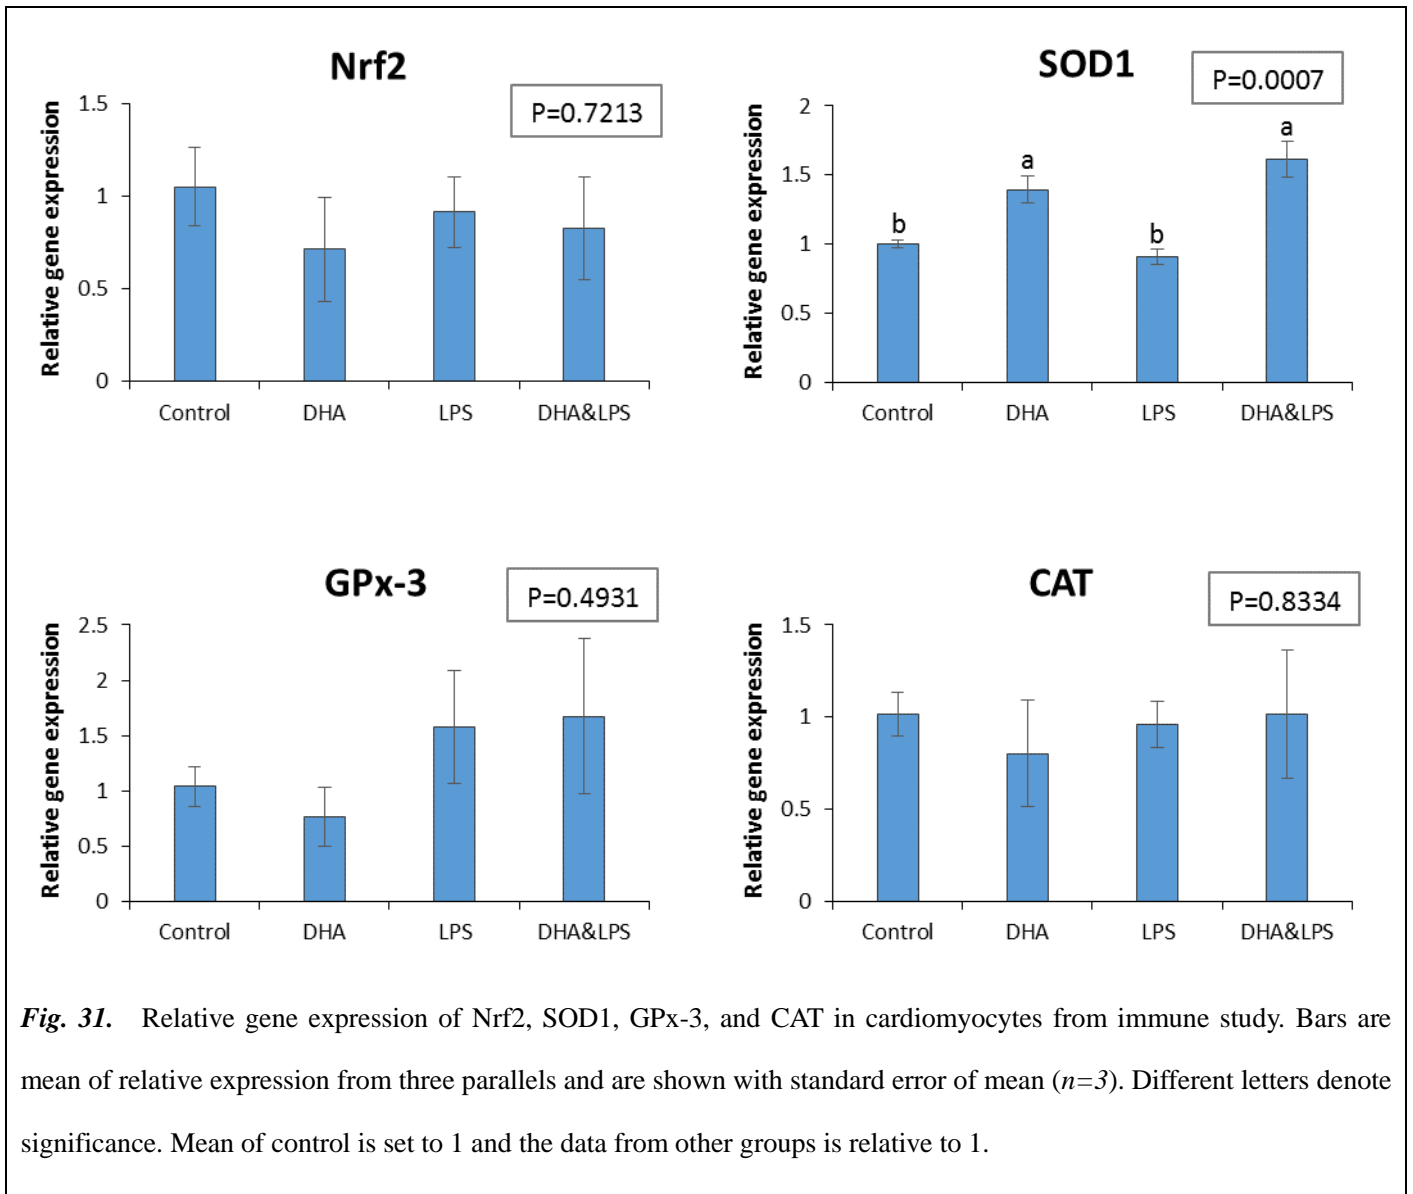 Nrf2
P=0.7213
Relative gene expression
1.5
1
0.5
0
Control DHA LPS DHA&LPS
SOD1
P=0.0007
Relative gene expression
2
1.5
1
0.5
0
b a b a
Control DHA LPS DHA&LPS
GPx-3
P=0.4931
Relative gene expression
2.5
2
1.5
1
0.5
0
Control DHA LPS DHA&LPS
CAT
P=0.8334
Relative gene expression
1.5
1
0.5
0
Control DHA LPS DHA&LPS
Fig. 31. Relative gene expression of Nrf2, SOD1, GPx-3, and CAT in cardiomyocytes from immune study. Bars are
mean of relative expression from three parallels and are shown with standard error of mean (n=3). Different letters denote
significance. Mean of control is set to 1 and the data from other groups is relative to 1.